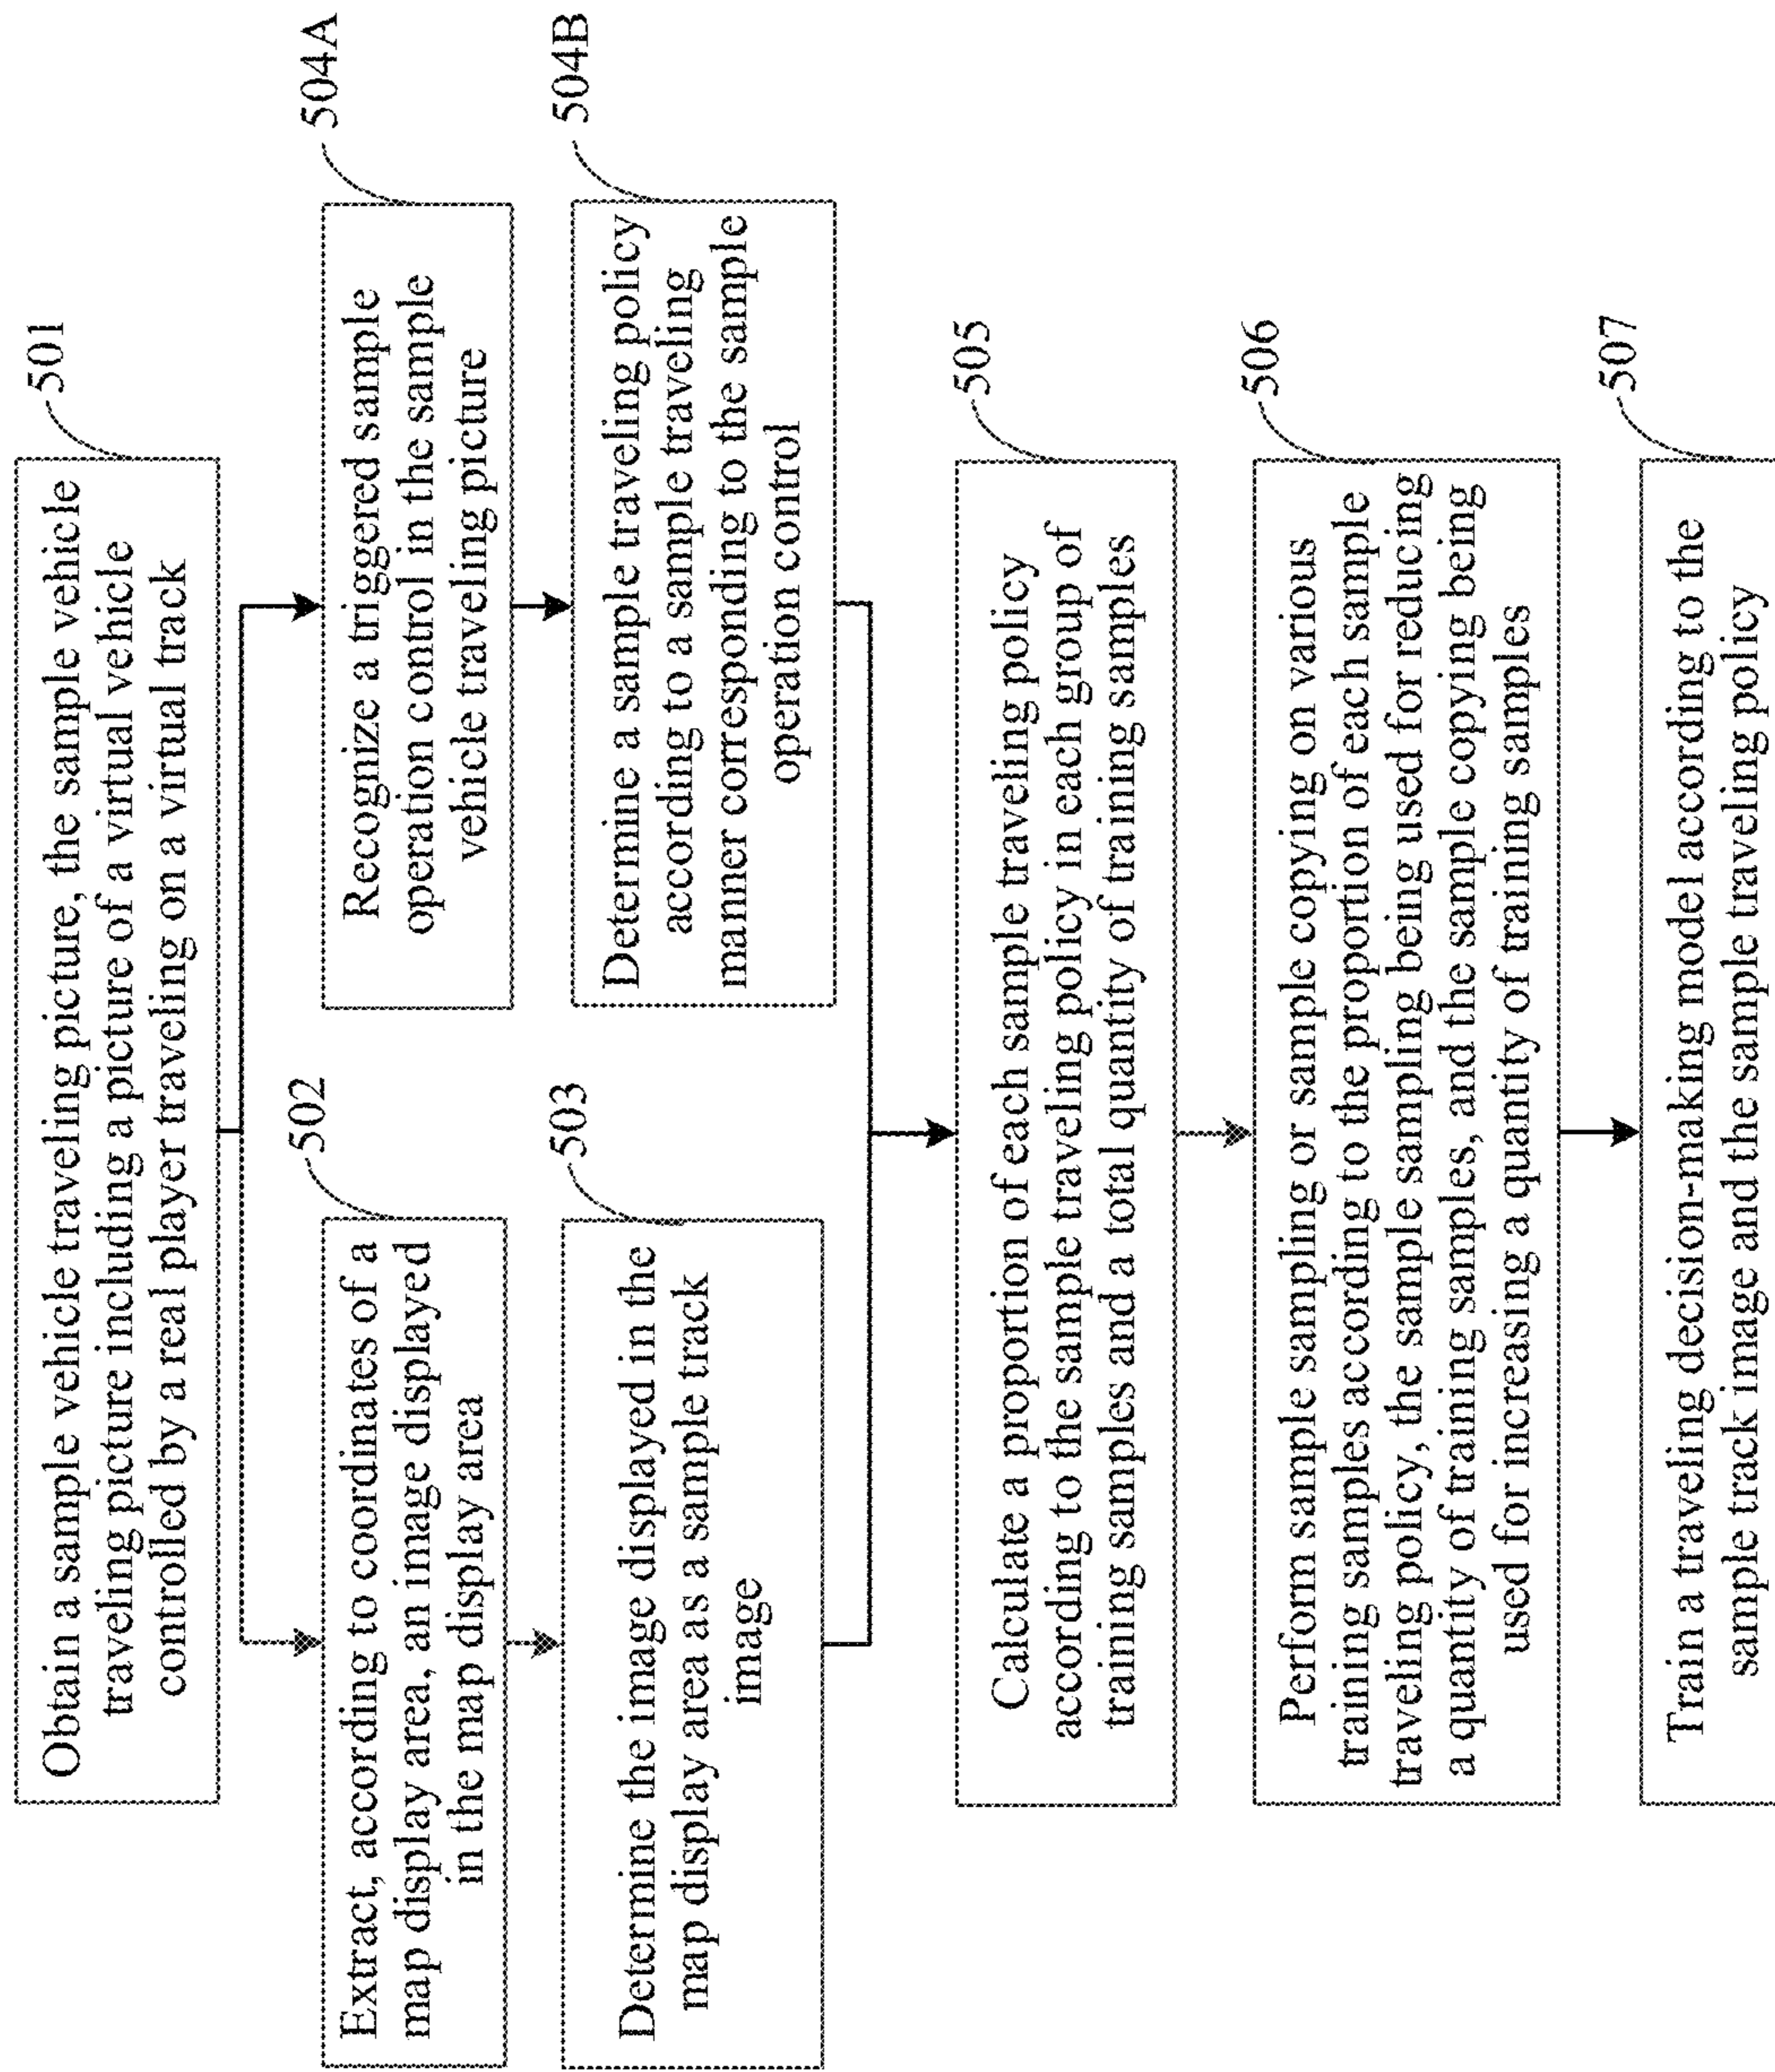 501
Obtain a sample vehicle traveling picture, the sample vehicle
traveling picture including a picture of a virtual vehicle
controlled by a real player traveling on a virtual track
502
Extract, according to coordinates of a
map display area, an image displayed
in the map display area
503
Determine the image displayed in the
map display area as a sample track
image
504A
Recognize a triggered sample
operation control in the sample
vehicle traveling picture
504B
Determine a sample traveling policy
according to a sample traveling
manner corresponding to the sample
operation control
505
Calculate a proportion of each sample traveling policy
according to the sample traveling policy in each group of
training samples and a total quantity of training samples
506
Perform sample sampling or sample copying on various
training samples according to the proportion of each sample
traveling policy, the sample sampling being used for reducing
a quantity of training samples, and the sample copying being
used for increasing a quantity of training samples
507
Train a traveling decision-making model according to the
sample track image and the sample traveling policy